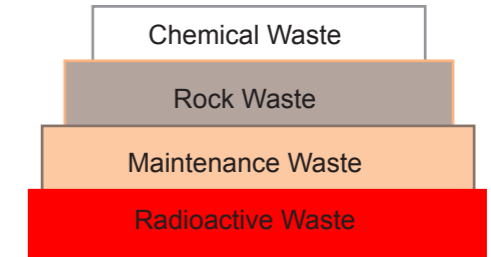 Chemical Waste
Rock Waste
Maintenance Waste
Radioactive Waste